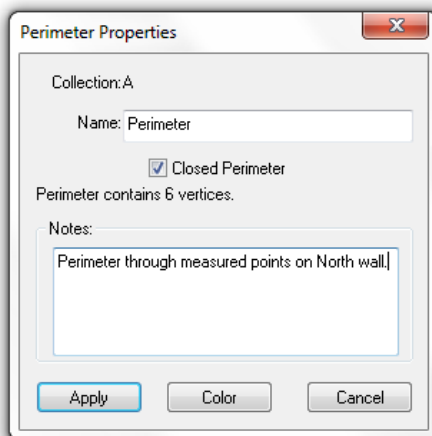 Perimeter Properties
Collection:A
Name: Perimeter
Closed Perimeter
Perimeter contains 6 vertices.
Notes:
Perimeter through measured points on North wall.
Apply Color Cancel